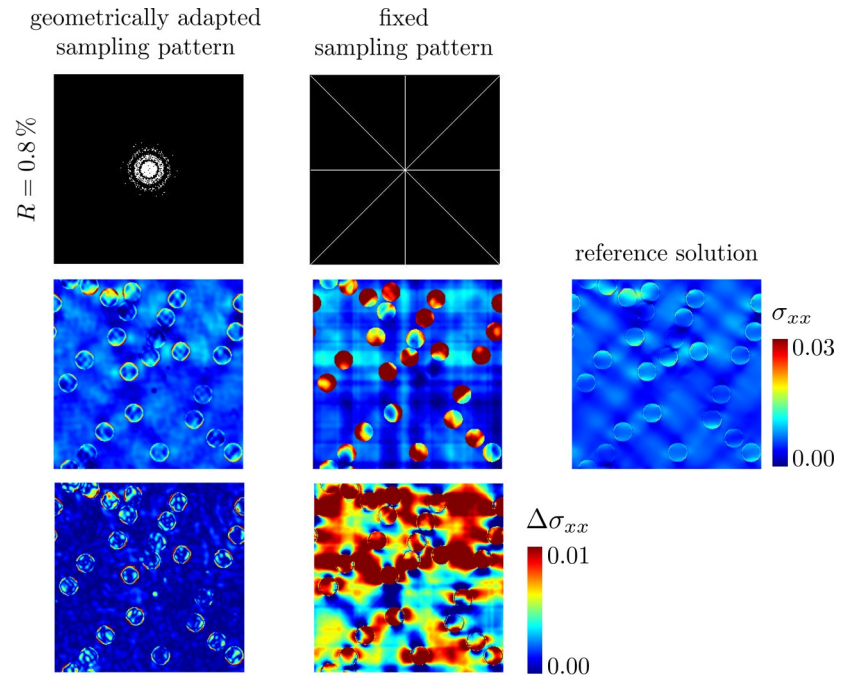 geometrically adapted
sampling pattern
fixed
sampling pattern
R = 0.8 %
reference solution
σxx
0.03
0.00
Δσxx
0.01
0.00